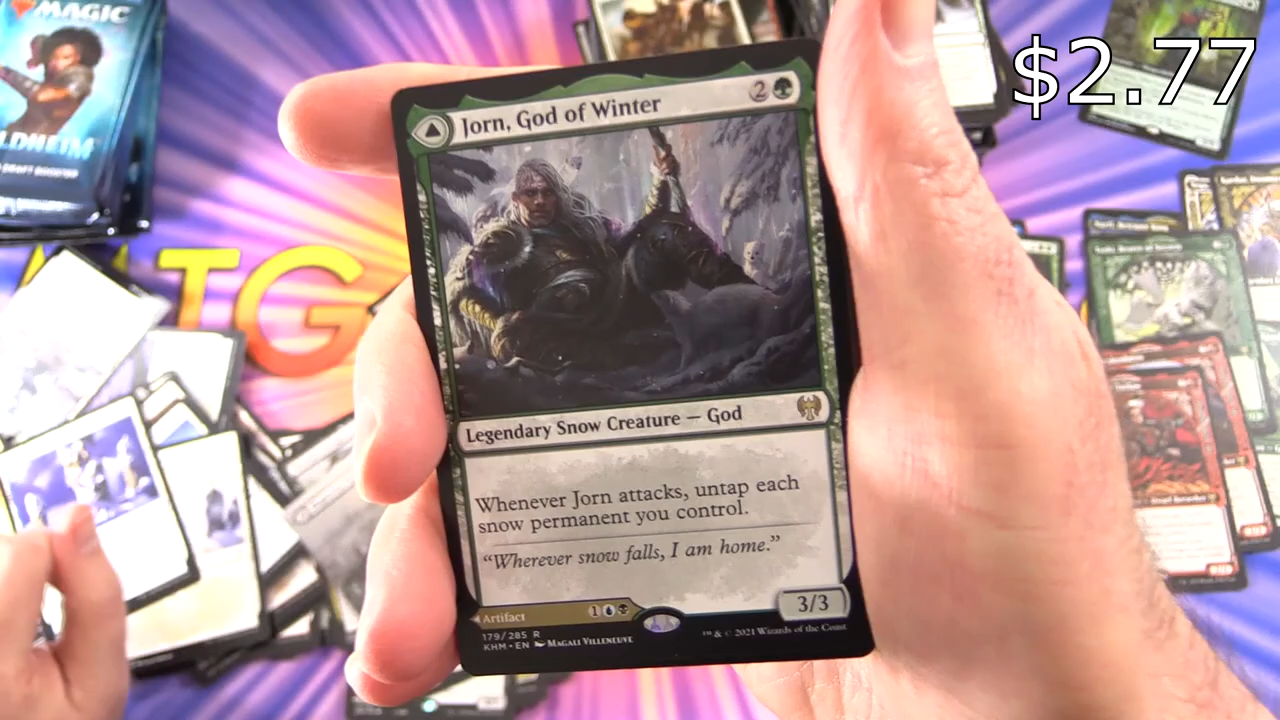 MAGIC
LDHEIM
$2.77
MTG
Jorn, God of Winter
2
Legendary Snow Creature — God
Whenever Jorn attacks, untap each
snow permanent you control.
“Wherever snow falls, I am home.”
Artifact 1
3/3
179/285 R
KHM • EN MAGALI VILLENEUVE
™ & © 2021 Wizards of the Coast